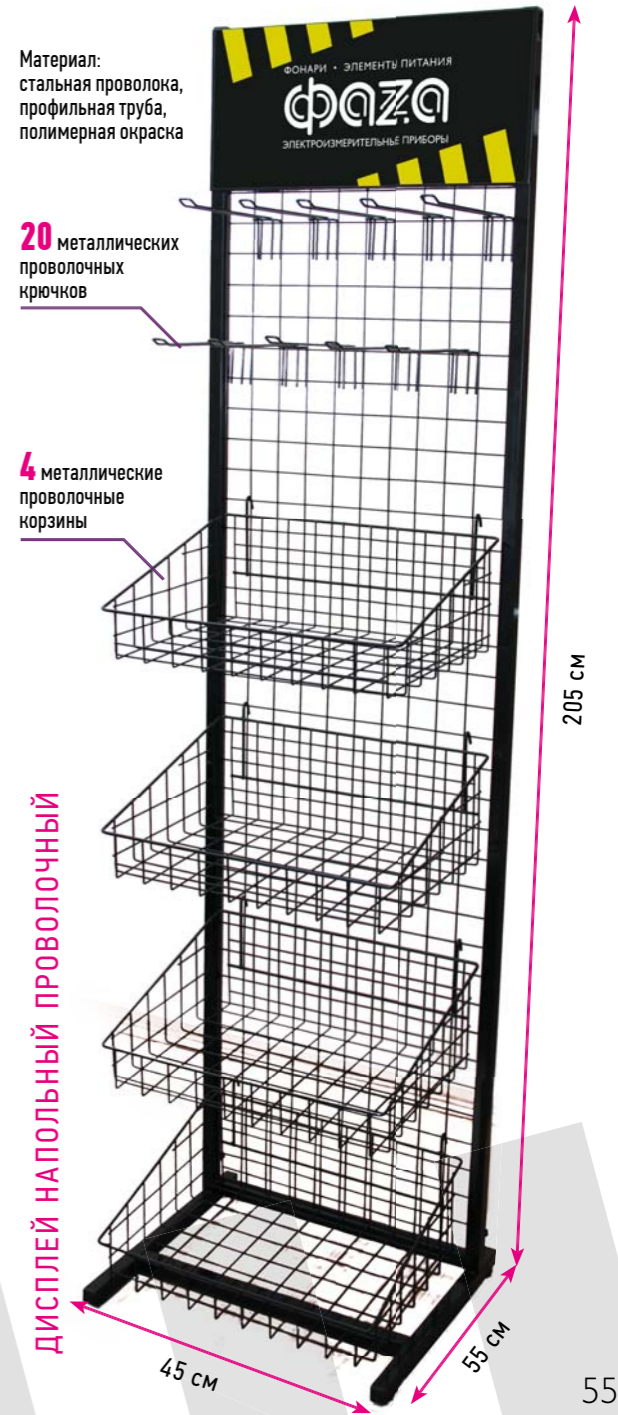 Материал:
стальная проволока,
профильная труба,
полимерная окраска
ФОНАРИ • ЭЛЕМЕНТЫ ПИТАНИЯ
фаzа
ЭЛЕКТРОИЗМЕРИТЕЛЬНЫЕ ПРИБОРЫ
20 металлических
проволочных
крючков
4 металлические
проволочные
корзины
205 см
ДИСПЛЕЙ НАПОЛЬНЫЙ ПРОВОЛОЧНЫЙ
45 см
55 см
55